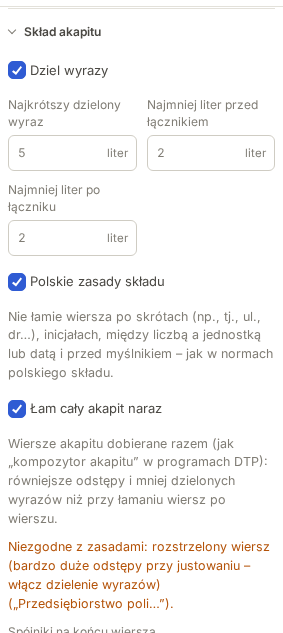 Skład akapitu
Dziel wyrazy
Najkrótszy dzielony
wyraz
Najmniej liter przed
łącznikiem
5 liter
2 liter
Najmniej liter po
łączniku
2 liter
Polskie zasady składu
Nie łamie wiersza po skrótach (np., tj., ul.,
dr…), inicjałach, między liczbą a jednostką
lub datą i przed myślnikiem – jak w normach
polskiego składu.
Łam cały akapit naraz
Wiersze akapitu dobierane razem (jak
„kompozytor akapitu” w programach DTP):
równiejsze odstępy i mniej dzielonych
wyrazów niż przy łamaniu wiersz po
wierszu.
Niezgodne z zasadami: rozstrzelony wiersz
(bardzo duże odstępy przy justowaniu –
włącz dzielenie wyrazów)
(„Przedsiębiorstwo poli…”).
Spójniki na końcu wiersza